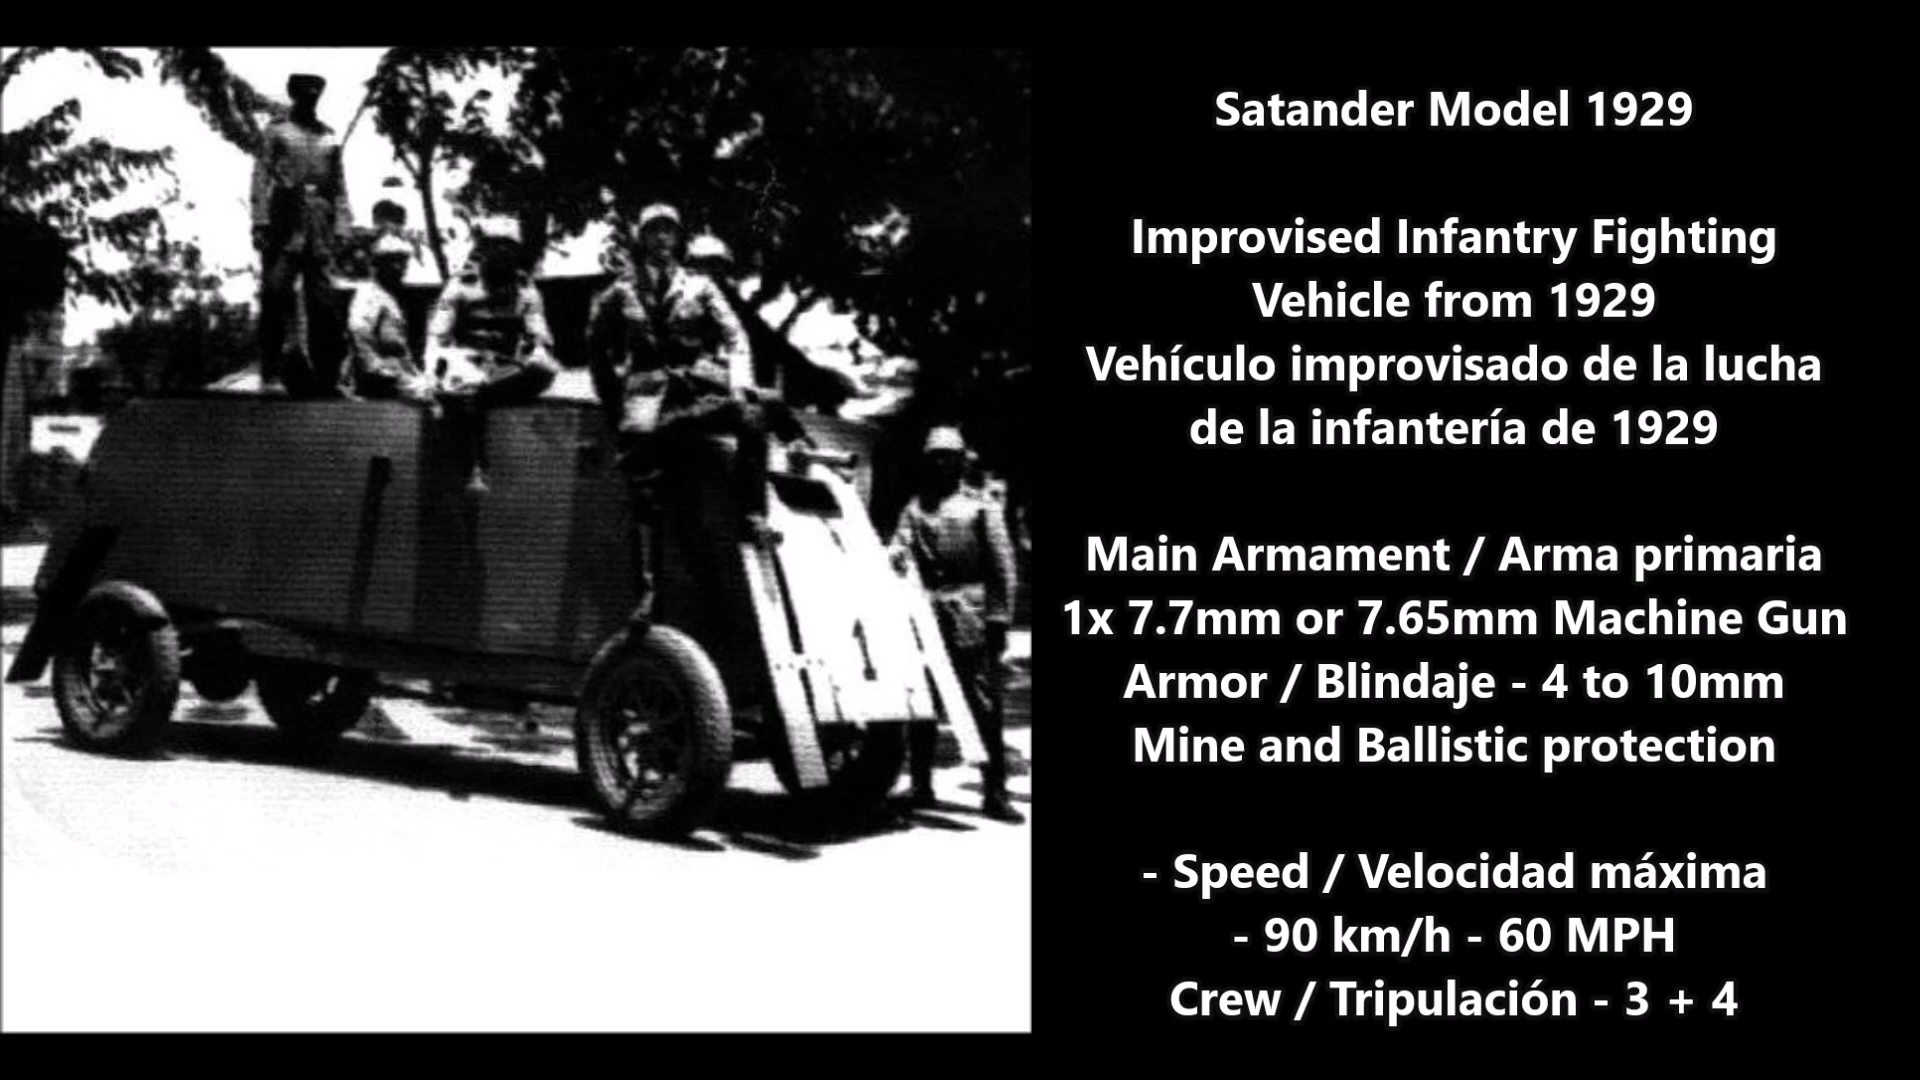 Satander Model 1929
Improvised Infantry Fighting
Vehicle from 1929
Vehículo improvisado de la lucha
de la infantería de 1929
Main Armament / Arma primaria
1x 7.7mm or 7.65mm Machine Gun
Armor / Blindaje - 4 to 10mm
Mine and Ballistic protection
- Speed / Velocidad máxima
- 90 km/h - 60 MPH
Crew / Tripulación - 3 + 4
1